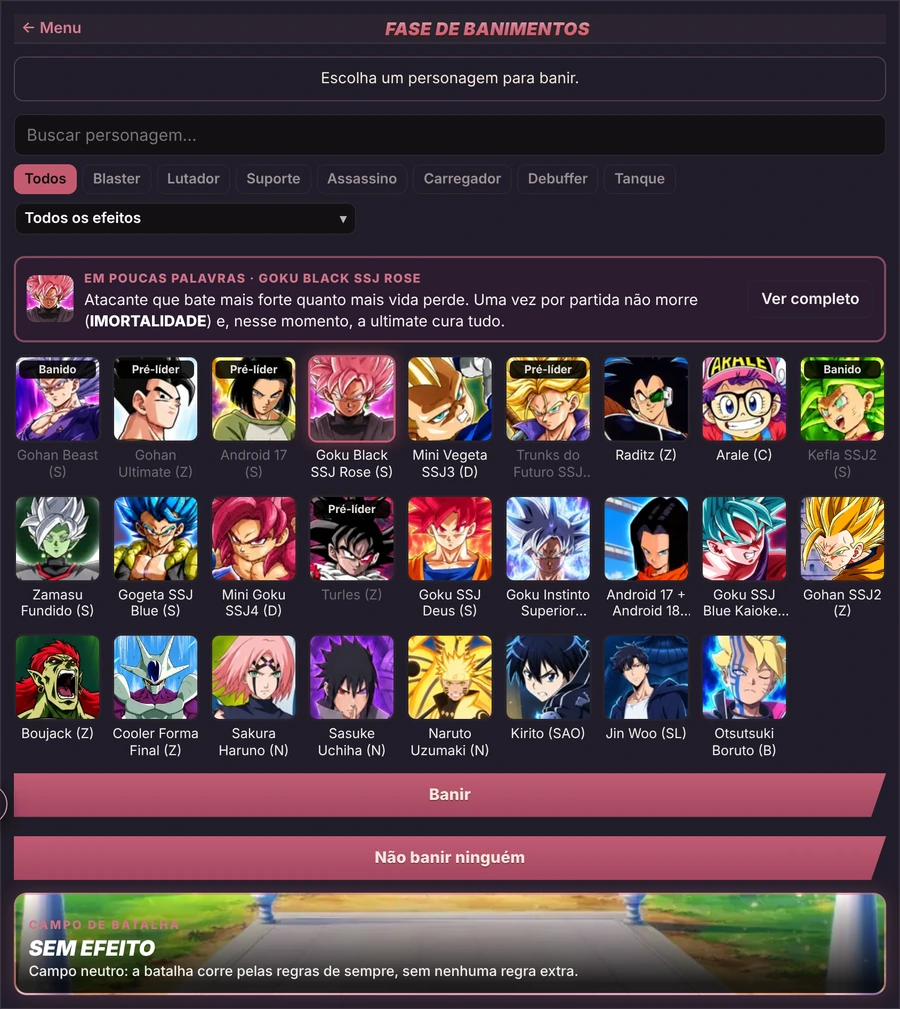 ← Menu
FASE DE BANIMENTOS
Escolha um personagem para banir.
Buscar personagem...
Todos
Blaster
Lutador
Suporte
Assassino
Carregador
Debuffer
Tanque
Todos os efeitos
EM POUCAS PALAVRAS · GOKU BLACK SSJ ROSE
Atacante que bate mais forte quanto mais vida perde. Uma vez por partida não morre
(IMORTALIDADE) e, nesse momento, a ultimate cura tudo.
Ver completo
Banido
Gohan Beast
(S)
Pré-líder
Gohan
Ultimate (Z)
Pré-líder
Android 17
(S)
Goku Black
SSJ Rose (S)
Mini Vegeta
SSJ3 (D)
Pré-líder
Trunks do
Futuro SSJ..
Raditz (Z)
ARALE
Arale (C)
Banido
Kefla SSJ2
(S)
Zamasu
Fundido (S)
Gogeta SSJ
Blue (S)
Mini Goku
SSJ4 (D)
Pré-líder
Turles (Z)
Goku SSJ
Deus (S)
Goku Instinto
Superior...
Android 17 +
Android 18..
Goku SSJ
Blue Kaioke...
Gohan SSJ2
(Z)
Boujack (Z)
Cooler Forma
Final (Z)
Sakura
Haruno (N)
Sasuke
Uchiha (N)
Naruto
Uzumaki (N)
Kirito (SAO)
Jin Woo (SL)
Otsutsuki
Boruto (B)
Banir
Não banir ninguém
CAMPO DE BATALHA
SEM EFEITO
Campo neutro: a batalha corre pelas regras de sempre, sem nenhuma regra extra.